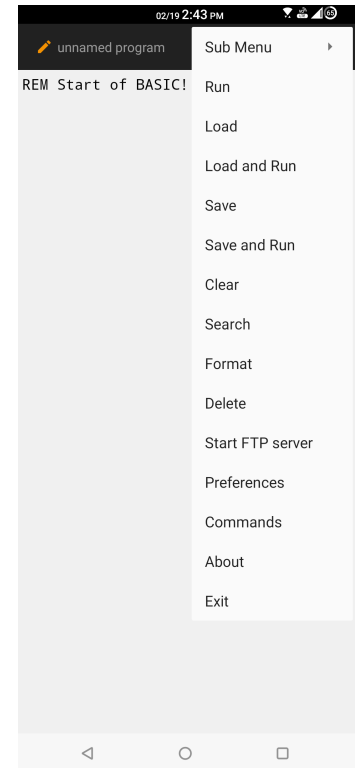 02/19 2:43 PM
65
unnamed program
Sub Menu
REM Start of BASIC!
Run
Load
Load and Run
Save
Save and Run
Clear
Search
Format
Delete
Start FTP server
Preferences
Commands
About
Exit